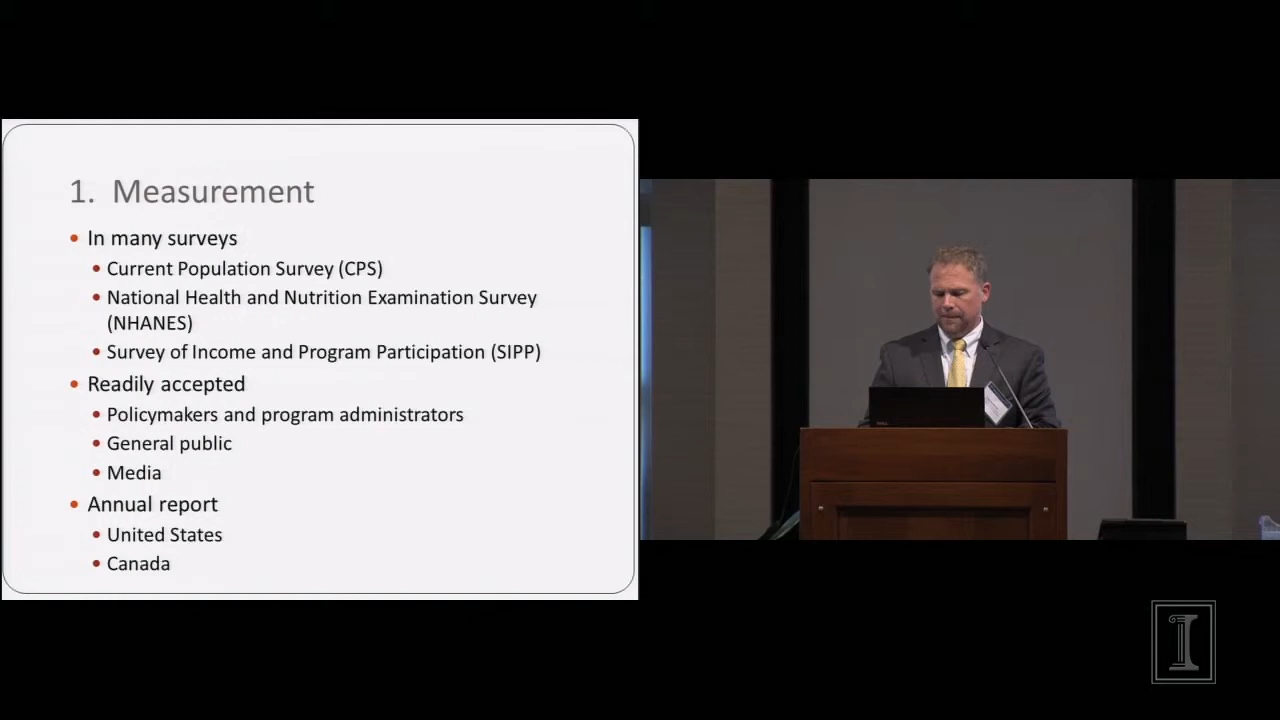 1. Measurement
• In many surveys
• Current Population Survey (CPS)
• National Health and Nutrition Examination Survey
(NHANES)
• Survey of Income and Program Participation (SIPP)
• Readily accepted
• Policymakers and program administrators
• General public
• Media
• Annual report
• United States
• Canada
DELL
I